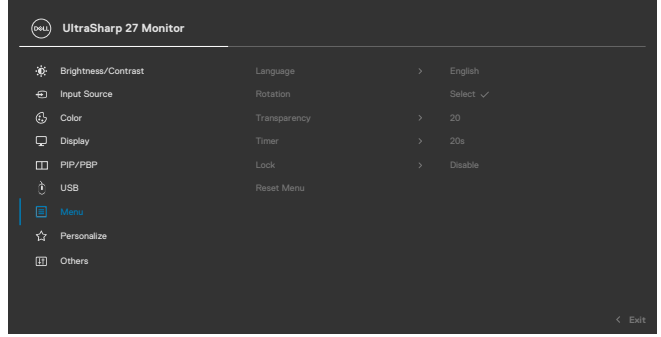 DELL UltraSharp 27 Monitor
Brightness/Contrast Language > English
Input Source Rotation Select ✓
Color Transparency > 20
Display Timer > 20s
PIP/PBP Lock > Disable
USB Reset Menu
Menu
Personalize
Others
< Exit